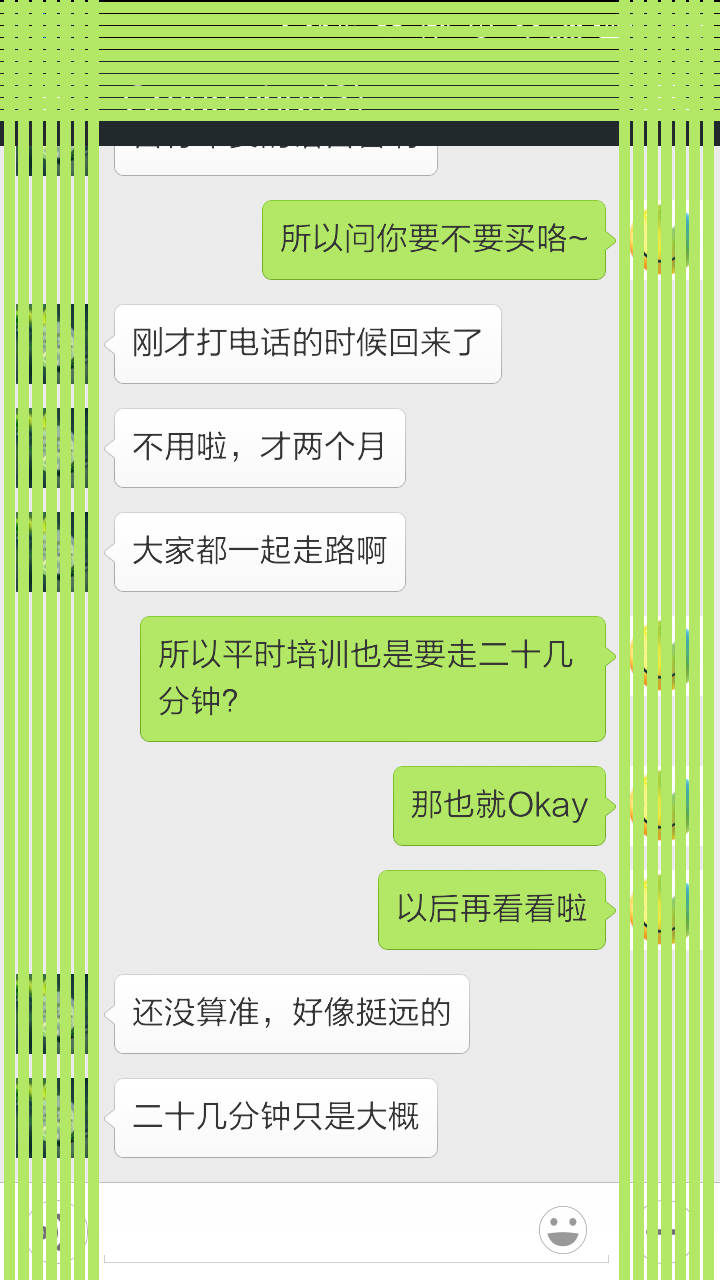 所以问你要不要买咯~
刚才打电话的时候回来了
不用啦，才两个月
大家都一起走路啊
所以平时培训也是要走二十几
分钟?
那也就Okay
以后再看看啦
还没算准，好像挺远的
二十几分钟只是大概